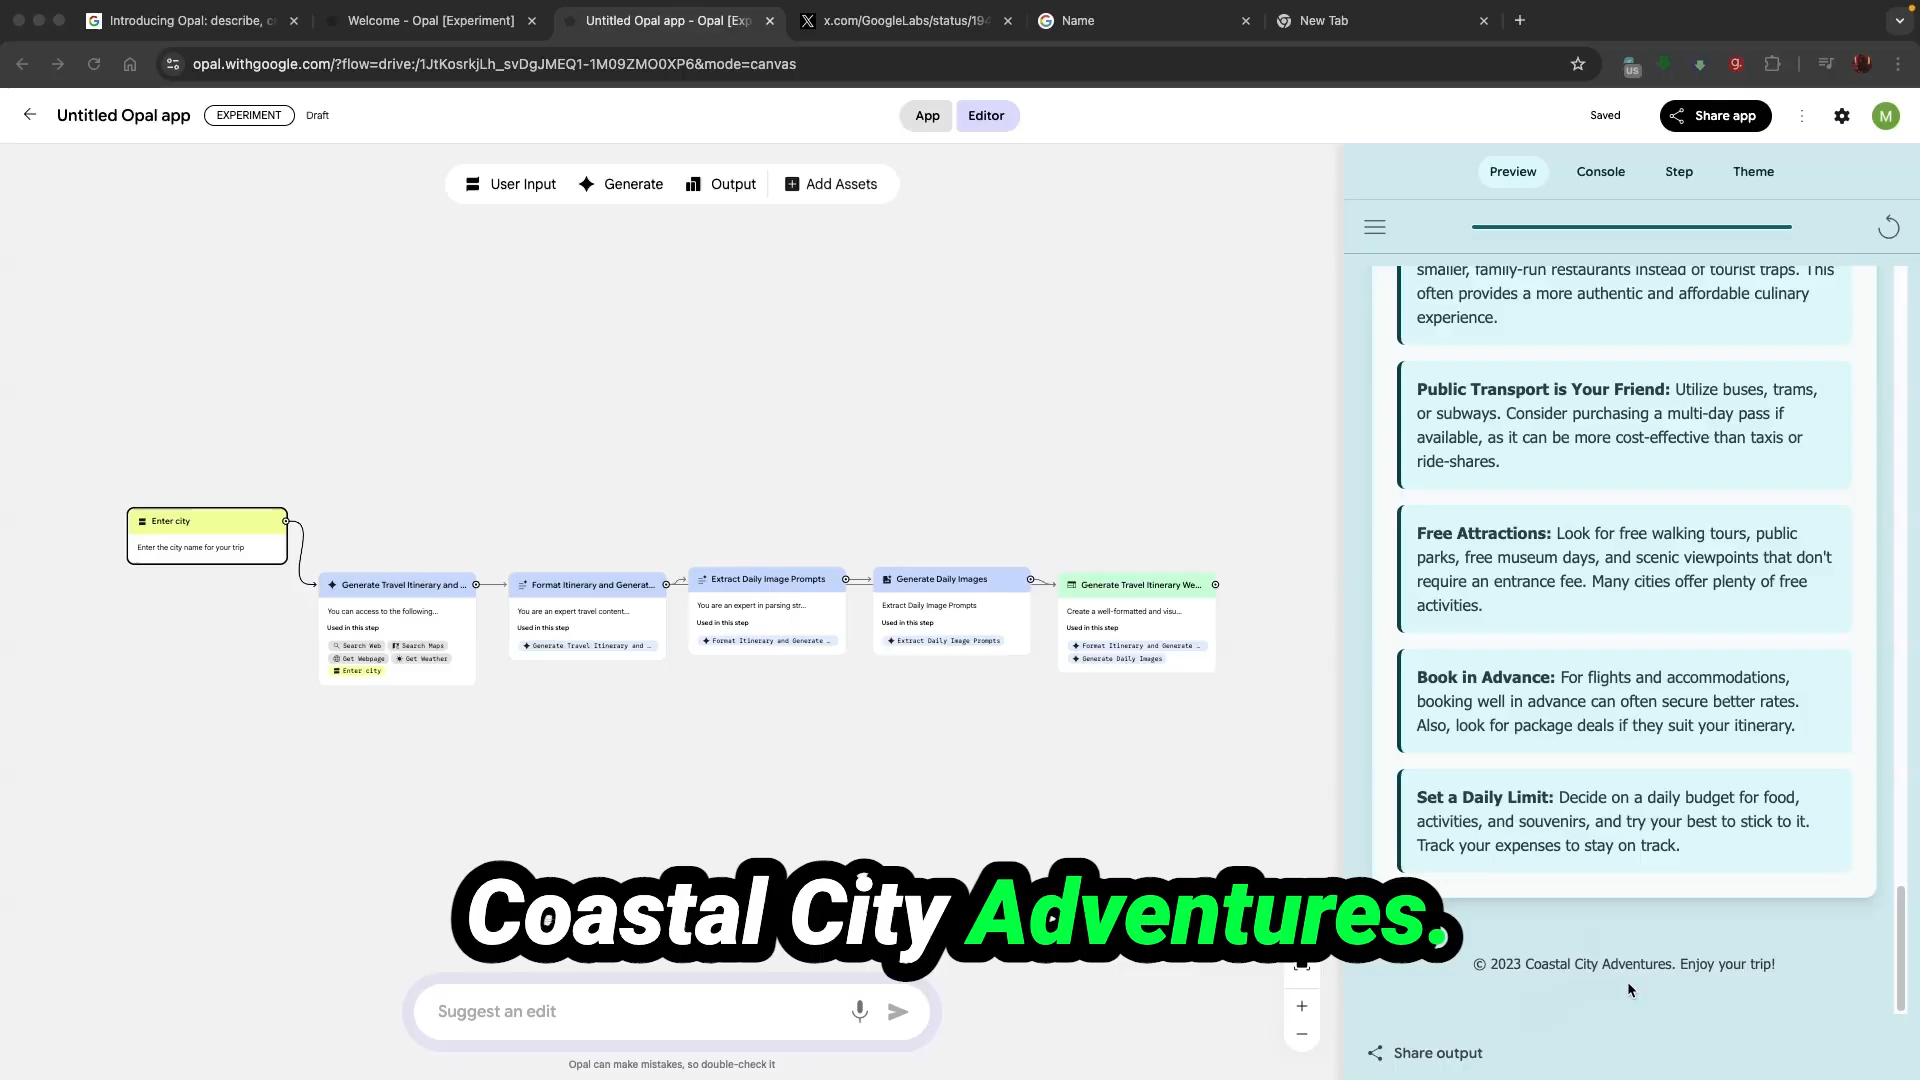 Introducing Opal: describe, c
Welcome - Opal [Experiment]
Untitled Opal app - Opal [Exp
x.com/GoogleLabs/status/194
Name
New Tab
opal.withgoogle.com/?flow=drive:/1JtKosrkjLh_svDgJMEQ1-1M09ZMO0XP6&mode=canvas
us
g.
Untitled Opal app
EXPERIMENT
Draft
App
Editor
Saved
Share app
M
User Input
Generate
Output
Add Assets
Preview
Console
Step
Theme
smaller, family-run restaurants instead of tourist traps. This
often provides a more authentic and affordable culinary
experience.
Public Transport is Your Friend: Utilize buses, trams,
or subways. Consider purchasing a multi-day pass if
available, as it can be more cost-effective than taxis or
ride-shares.
Free Attractions: Look for free walking tours, public
parks, free museum days, and scenic viewpoints that don't
require an entrance fee. Many cities offer plenty of free
activities.
Book in Advance: For flights and accommodations,
booking well in advance can often secure better rates.
Also, look for package deals if they suit your itinerary.
Set a Daily Limit: Decide on a daily budget for food,
activities, and souvenirs, and try your best to stick to it.
Track your expenses to stay on track.
© 2023 Coastal City Adventures. Enjoy your trip!
Share output
Enter city
Enter the city name for your trip
Generate Travel Itinerary and ...
You can access to the following...
Used in this step
Search Web
Search Maps
Get Webpage
Get Weather
Enter city
Format Itinerary and Generat...
You are an expert travel content...
Used in this step
Generate Travel Itinerary and ...
Extract Daily Image Prompts
You are an expert in parsing str...
Used in this step
Format Itinerary and Generate ...
Generate Daily Images
Extract Daily Image Prompts
Used in this step
Extract Daily Image Prompts
Generate Travel Itinerary We...
Create a well-formatted and visu...
Used in this step
Format Itinerary and Generate ...
Generate Daily Images
Coastal City Adventures.
Suggest an edit
Opal can make mistakes, so double-check it